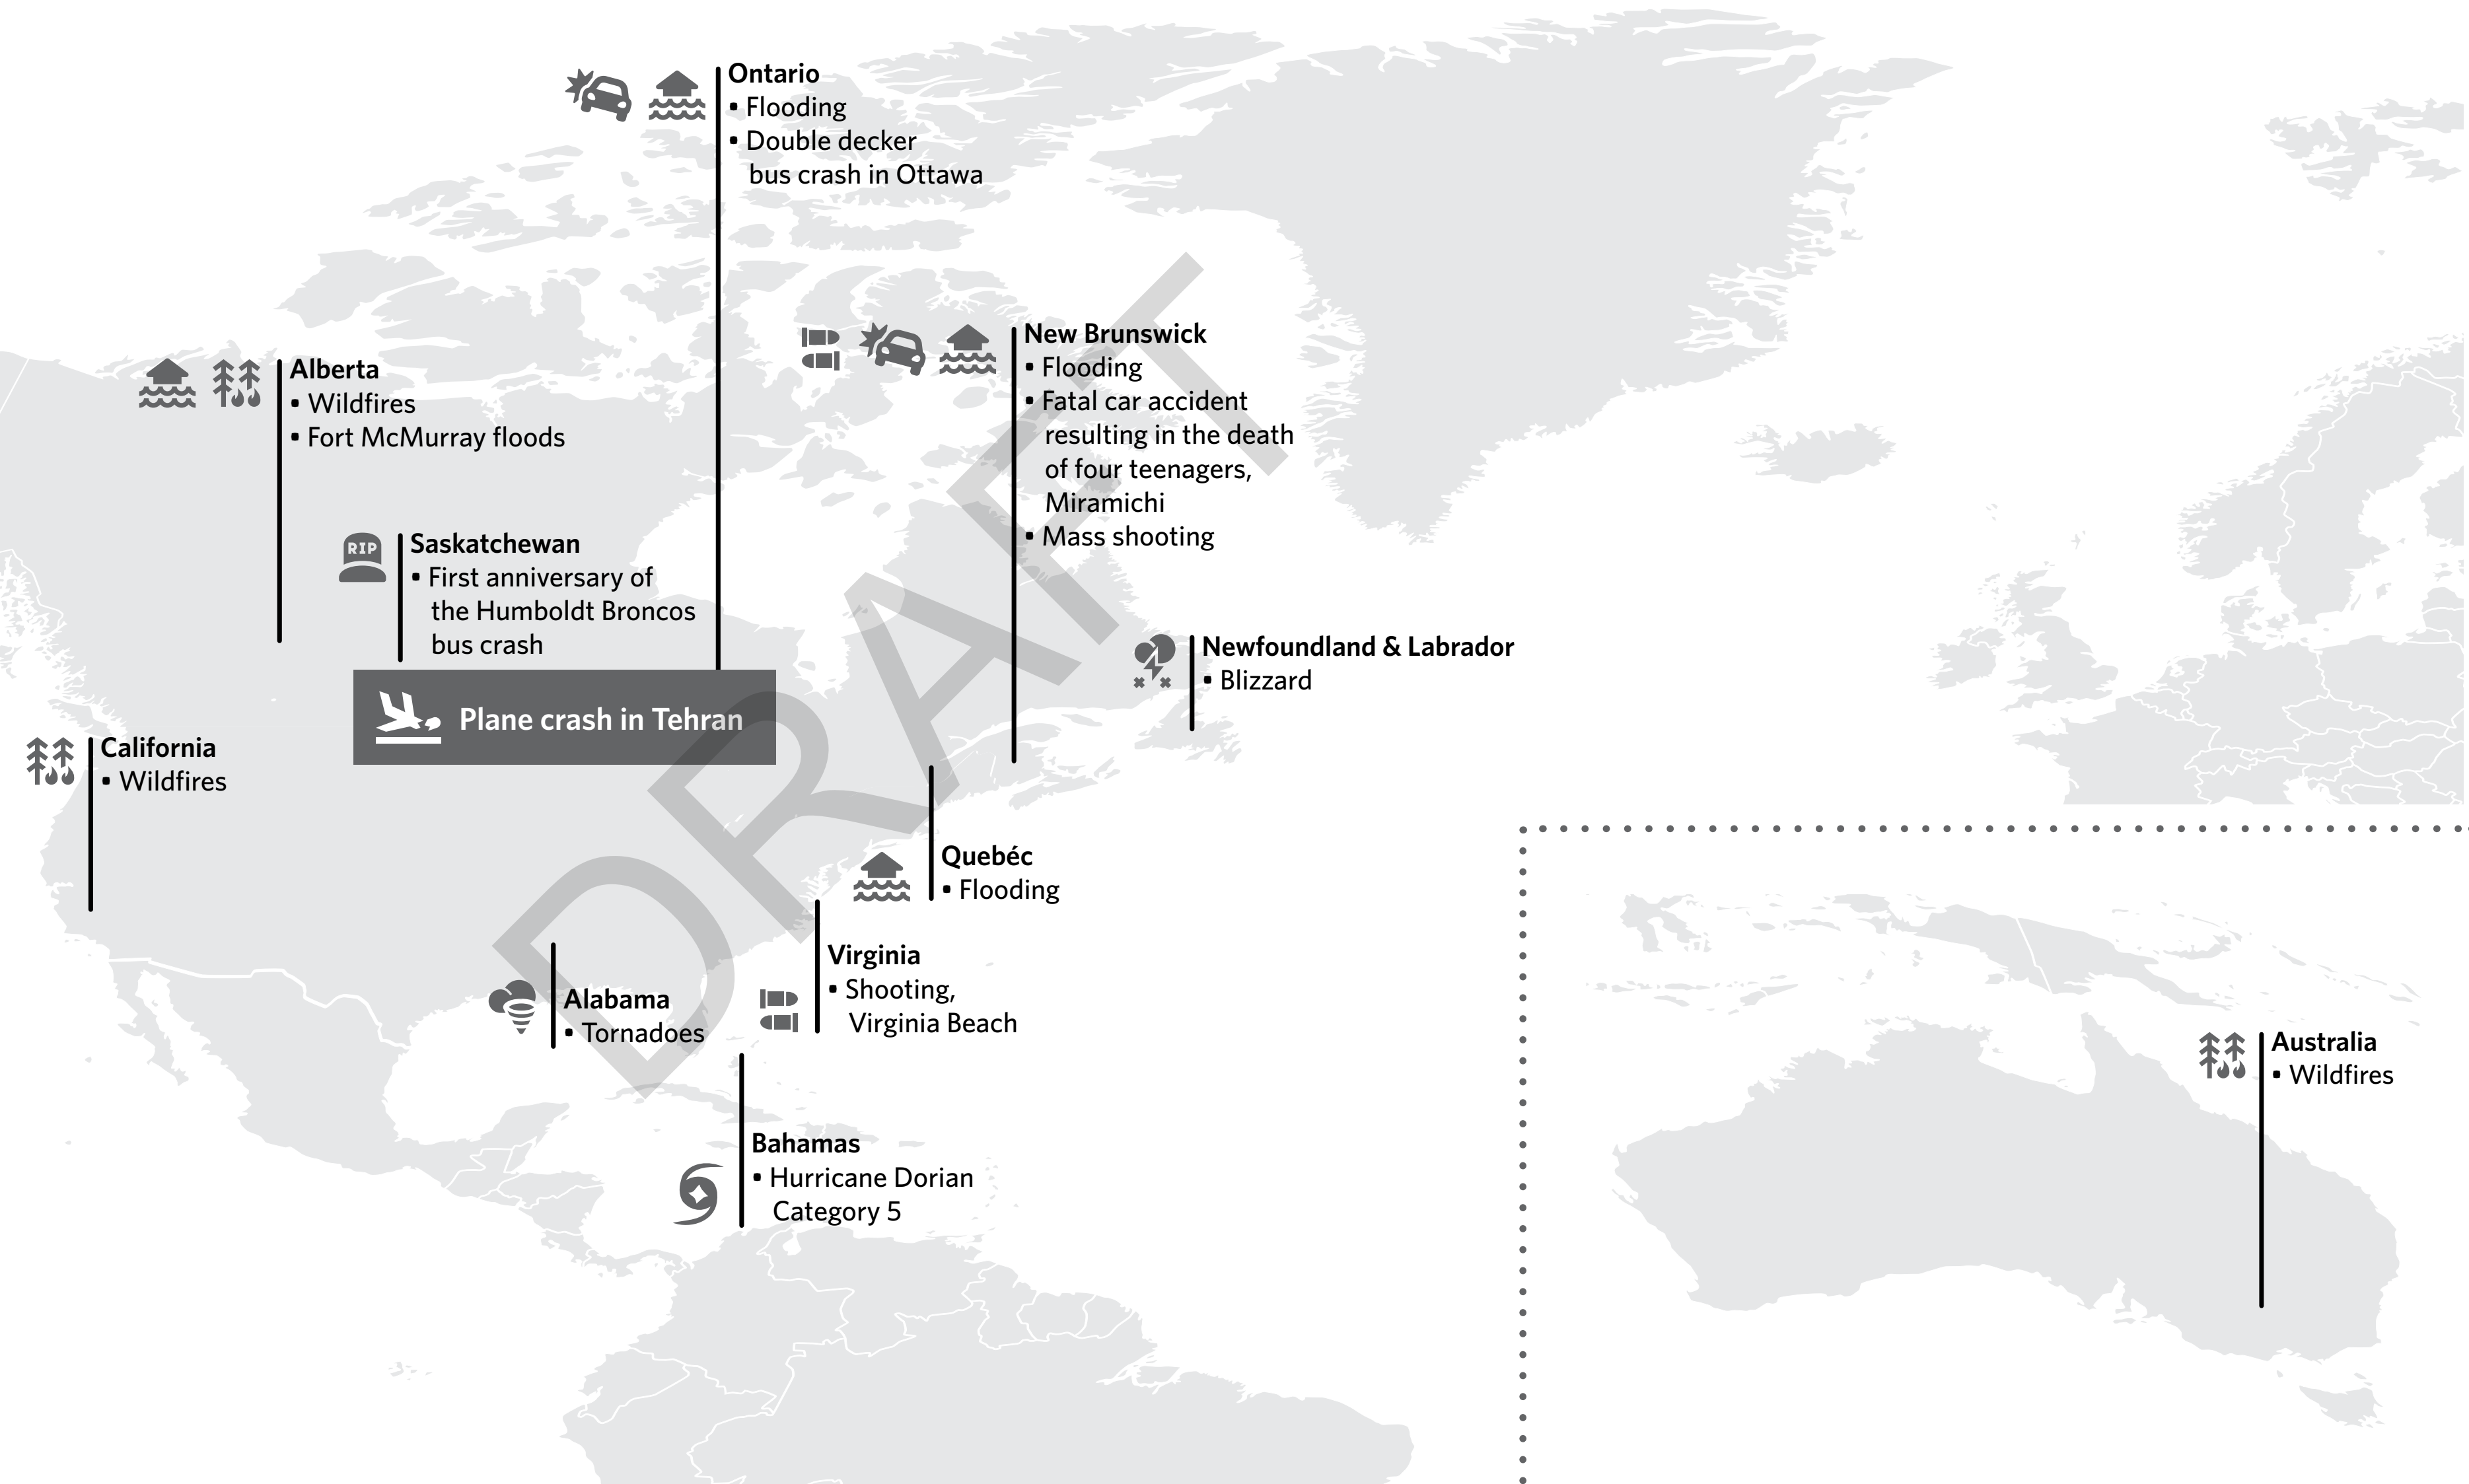 Ontario
▪ Flooding
▪ Double decker
bus crash in Ottawa
New Brunswick
▪ Flooding
▪ Fatal car accident
resulting in the death
of four teenagers,
Miramichi
▪ Mass shooting
Alberta
▪ Wildfires
▪ Fort McMurray floods
RIP
Saskatchewan
▪ First anniversary of
the Humboldt Broncos
bus crash
Newfoundland & Labrador
▪ Blizzard
Plane crash in Tehran
California
▪ Wildfires
Quebéc
▪ Flooding
Virginia
▪ Shooting,
Virginia Beach
Alabama
▪ Tornadoes
Bahamas
▪ Hurricane Dorian
Category 5
Australia
▪ Wildfires
DRAFT